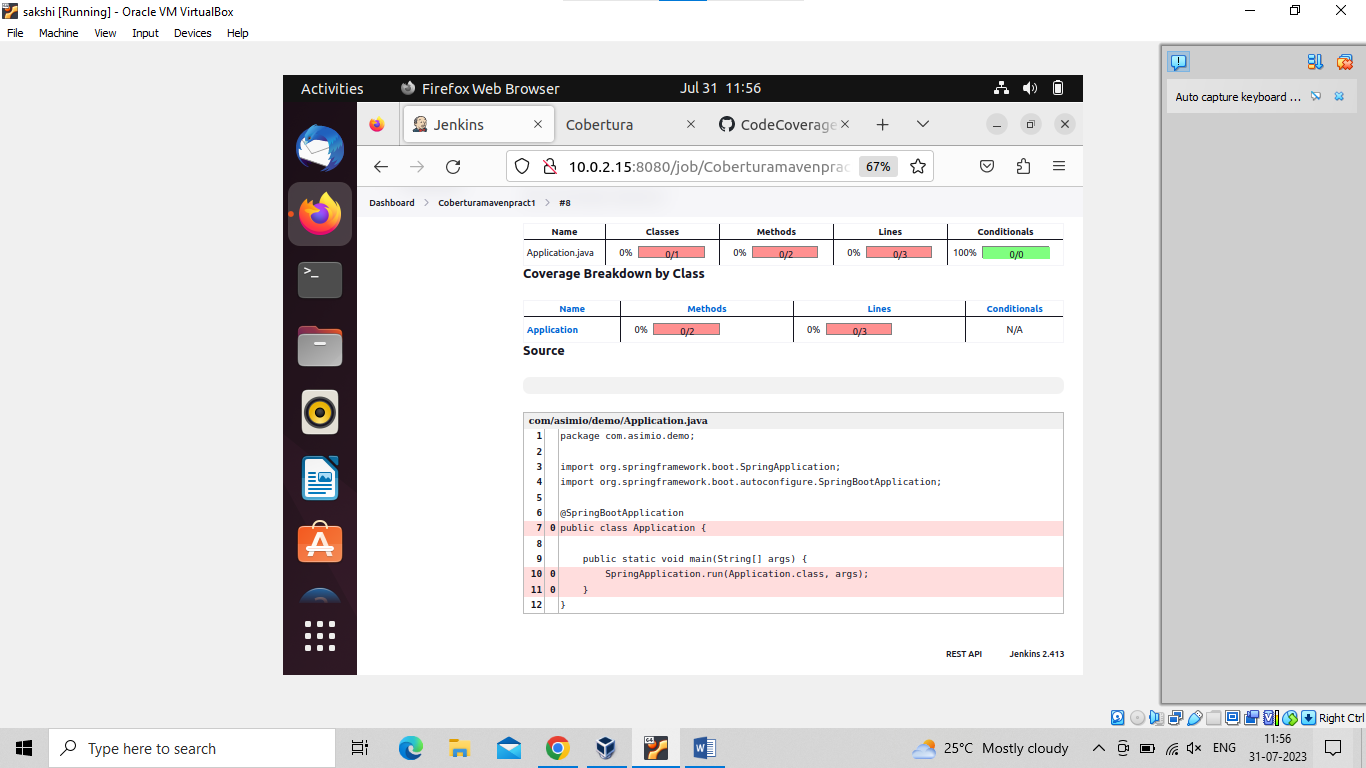 sakshi [Running] - Oracle VM VirtualBox
File Machine View Input Devices Help
Auto capture keyboard ...
Activities Firefox Web Browser Jul 31 11:56
Jenkins Cobertura CodeCoverage
10.0.2.15:8080/job/Coberturamavenprac 67%
Dashboard Coberturamavenpract1 #8
Name Classes Methods Lines Conditionals
Application.java 0% 0/1 0% 0/2 0% 0/3 100% 0/0
Coverage Breakdown by Class
Name Methods Lines Conditionals
Application 0% 0/2 0% 0/3 N/A
Source
com/asimio/demo/Application.java
1 package com.asimio.demo;
2
3 import org.springframework.boot.SpringApplication;
4 import org.springframework.boot.autoconfigure.SpringBootApplication;
5
6 @SpringBootApplication
7 0 public class Application {
8
9 public static void main(String[] args) {
10 0 SpringApplication.run(Application.class, args);
11 0 }
12 }
REST API Jenkins 2.413
Right Ctrl
Type here to search
25°C Mostly cloudy
ENG
11:56
31-07-2023